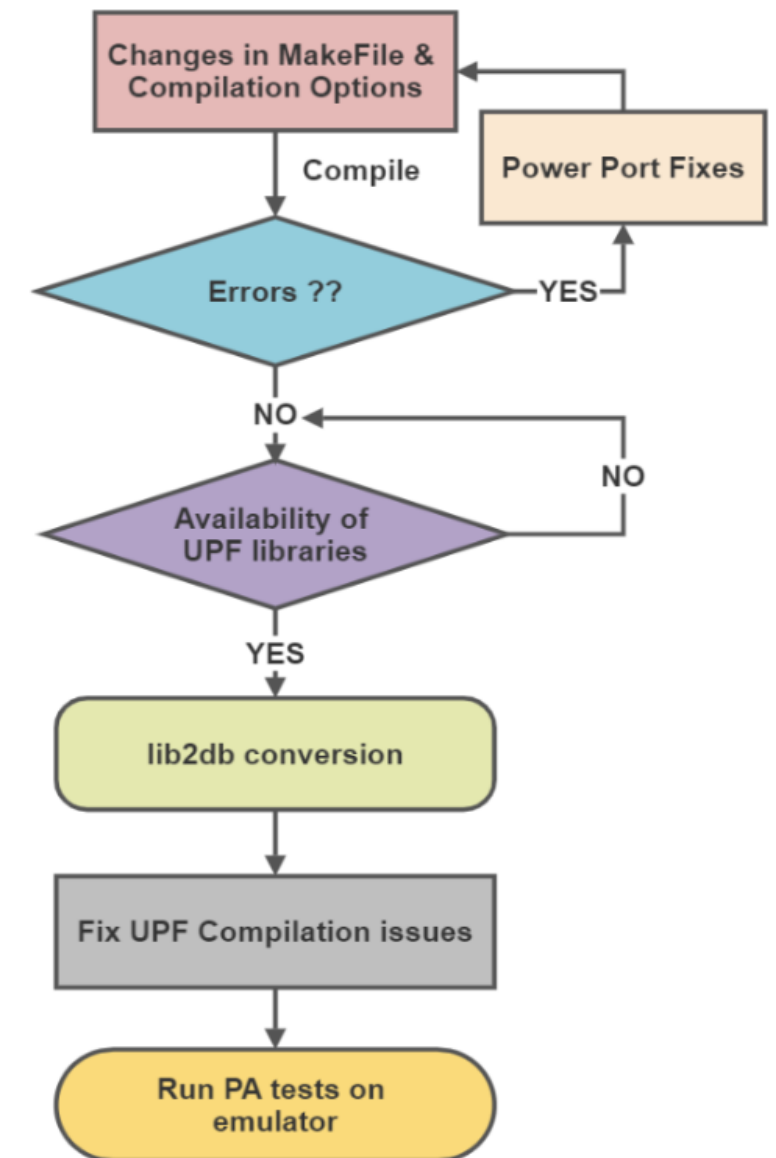 Changes in MakeFile &
Compilation Options
Compile
Power Port Fixes
Errors ??
YES
NO
NO
Availability of
UPF libraries
YES
lib2db conversion
Fix UPF Compilation issues
Run PA tests on
emulator